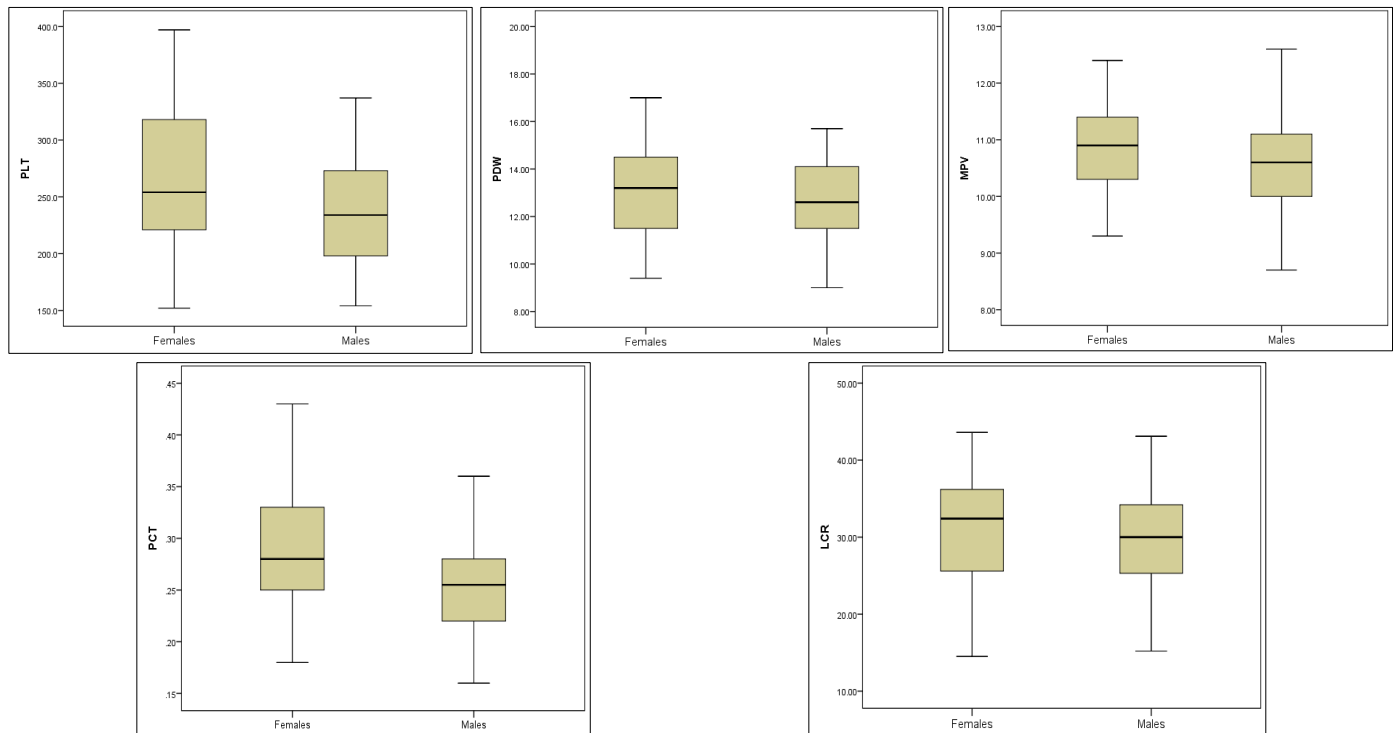 PLT
400.0
350.0
300.0
250.0
200.0
150.0
Females
Males
PDW
20.00
18.00
16.00
14.00
12.00
10.00
8.00
Females
Males
MPV
13.00
12.00
11.00
10.00
9.00
8.00
Females
Males
PCT
.45
.40
.35
.30
.25
.20
.15
Females
Males
LCR
50.00
40.00
30.00
20.00
10.00
Females
Males